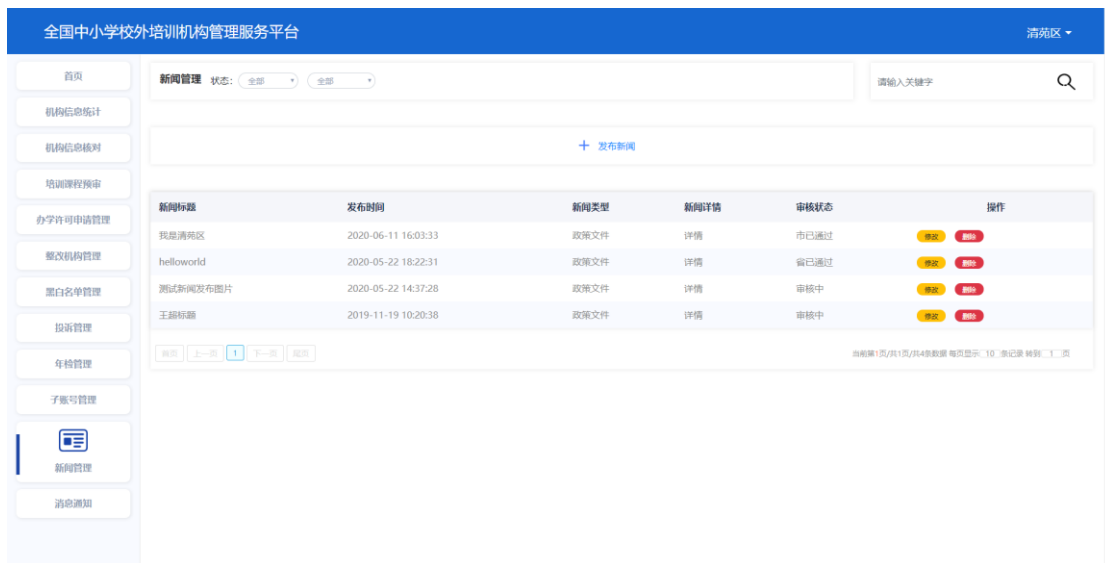 全国中小学校外培训机构管理服务平台
清苑区
首页
机构信息统计
机构信息核对
培训课程预审
办学许可申请管理
整改机构管理
黑白名单管理
投诉管理
年检管理
子账号管理
新闻管理
消息通知
新闻管理 状态: 全部 全部
请输入关键字
+ 发布新闻
新闻标题 发布时间 新闻类型 新闻详情 审核状态 操作
我是清苑区 2020-06-11 16:03:33 政策文件 详情 市已通过 修改 删除
helloworld 2020-05-22 18:22:31 政策文件 详情 省已通过 修改 删除
测试新闻发布图片 2020-05-22 14:37:28 政策文件 详情 审核中 修改 删除
王超标题 2019-11-19 10:20:38 政策文件 详情 审核中 修改 删除
首页 上一页 1 下一页 尾页
当前第1页/共1页/共4条数据 每页显示 10 条记录 转到 1 页